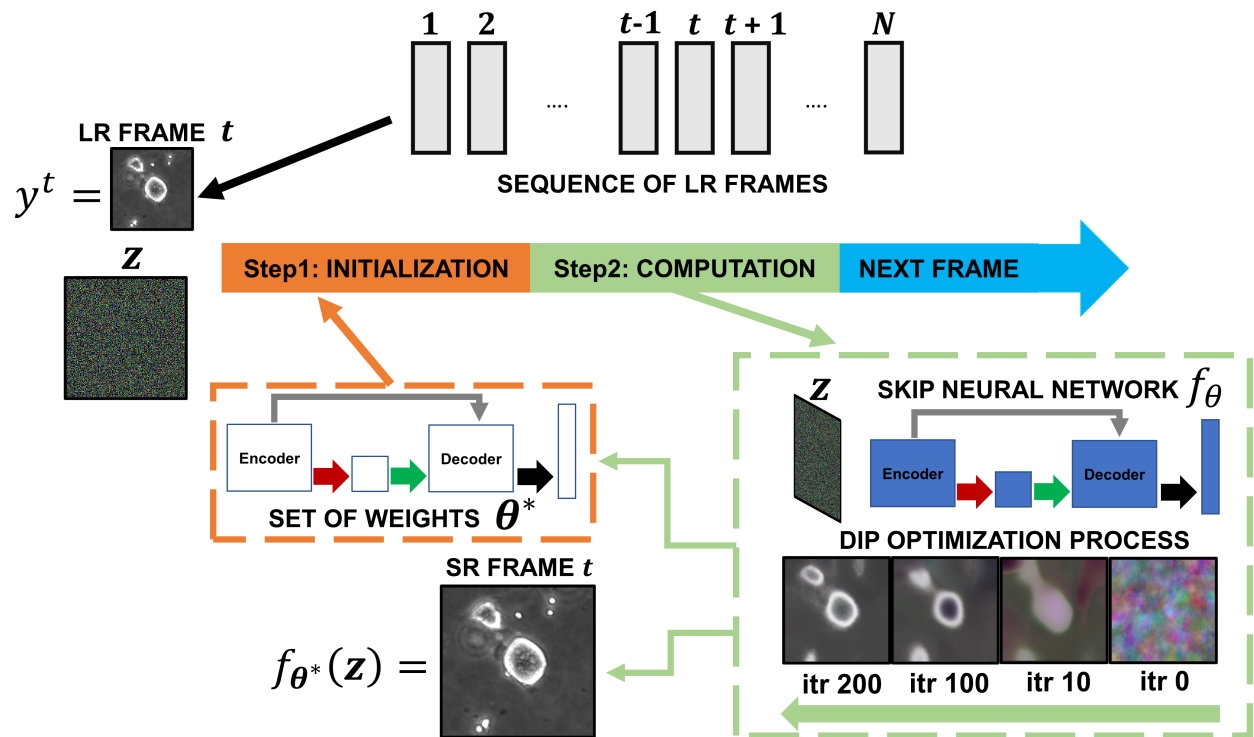 1 2 t-1 t t + 1 N
.... ....
SEQUENCE OF LR FRAMES
LR FRAME t
y^t =
z
Step1: INITIALIZATION Step2: COMPUTATION NEXT FRAME
Encoder Decoder
SET OF WEIGHTS θ*
z SKIP NEURAL NETWORK f_θ
Encoder Decoder
DIP OPTIMIZATION PROCESS
itr 200 itr 100 itr 10 itr 0
SR FRAME t
f_θ*(z) =